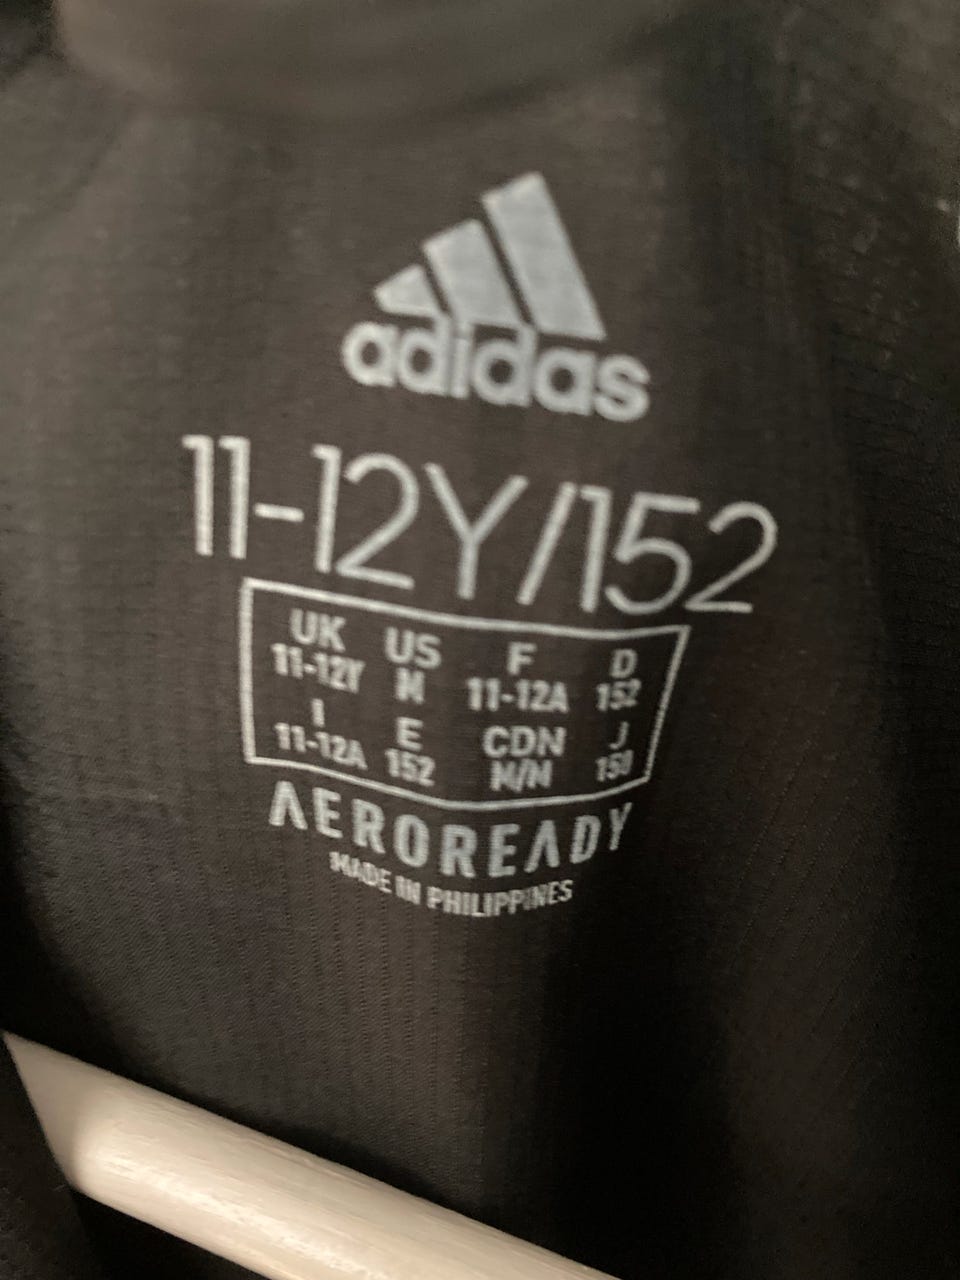 adidas
11-12Y/152
UK US F D
11-12Y M 11-12A 152
I E CDN J
11-12A 152 M/M 150
AEROREADY
MADE IN PHILIPPINES